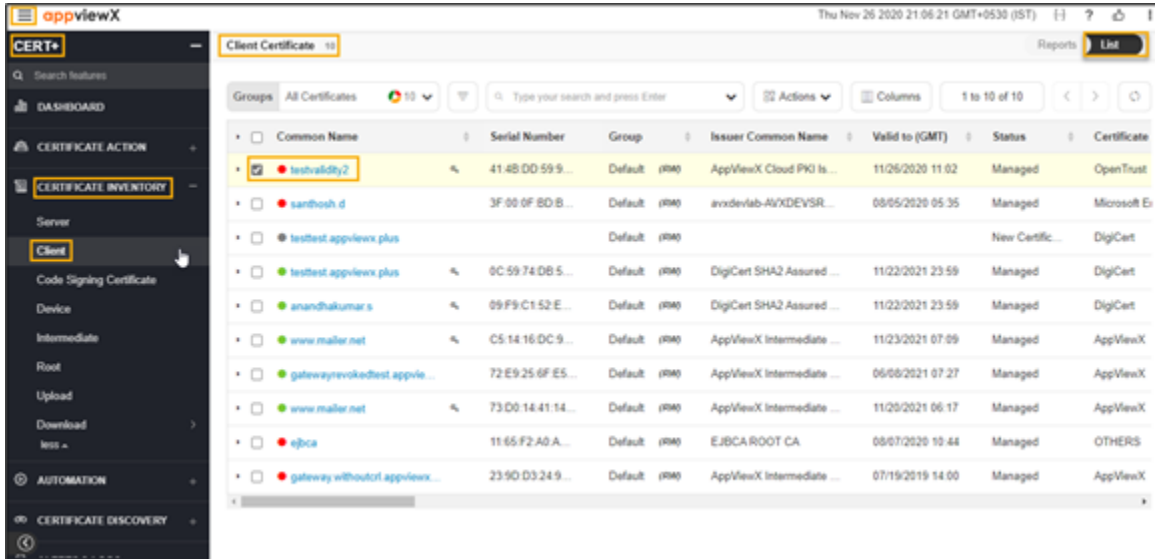 appviewX Thu Nov 26 2020 21:06:21 GMT+0530 (IST) ?
CERT+ Client Certificate 10 Reports List
Search features
Groups All Certificates 10 Type your search and press Enter Actions Columns 1 to 10 of 10
DASHBOARD
Common Name Serial Number Group Issuer Common Name Valid to (GMT) Status Certificate
CERTIFICATE ACTION +
testvalidity2 41:4B:DD:59:9... Default (RW) AppViewX Cloud PKI Is... 11/26/2020 11:02 Managed OpenTrust
CERTIFICATE INVENTORY
santhosh.d 3F:00:0F:BD:B... Default (RW) avxdevlab-AVXDEVSR... 08/05/2020 05:35 Managed Microsoft En
Server
testtest.appviewx.plus Default (RW) New Certific... DigiCert
Client
testtest.appviewx.plus 0C:59:74:DB:5... Default (RW) DigiCert SHA2 Assured ... 11/22/2021 23:59 Managed DigiCert
Code Signing Certificate
Device
anandhakumar.s 09:F9:C1:52:E... Default (RW) DigiCert SHA2 Assured ... 11/22/2021 23:59 Managed DigiCert
Intermediate
www.mailer.net C5:14:16:DC:9... Default (RW) AppViewX Intermediate ... 11/23/2021 07:09 Managed AppViewX
Root
gatewayrevokedtest.appvie... 72:E9:25:6F:E5... Default (RW) AppViewX Intermediate ... 06/08/2021 07:27 Managed AppViewX
Upload
www.mailer.net 73:D0:14:41:14... Default (RW) AppViewX Intermediate ... 11/20/2021 06:17 Managed AppViewX
Download
less
ejbca 11:65:F2:A0:A... Default (RW) EJBCA ROOT CA 08/07/2020 10:44 Managed OTHERS
AUTOMATION +
gateway.withoutcrl.appviewx... 23:9D:D3:24:9... Default (RW) AppViewX Intermediate ... 07/19/2019 14:00 Managed AppViewX
CERTIFICATE DISCOVERY +